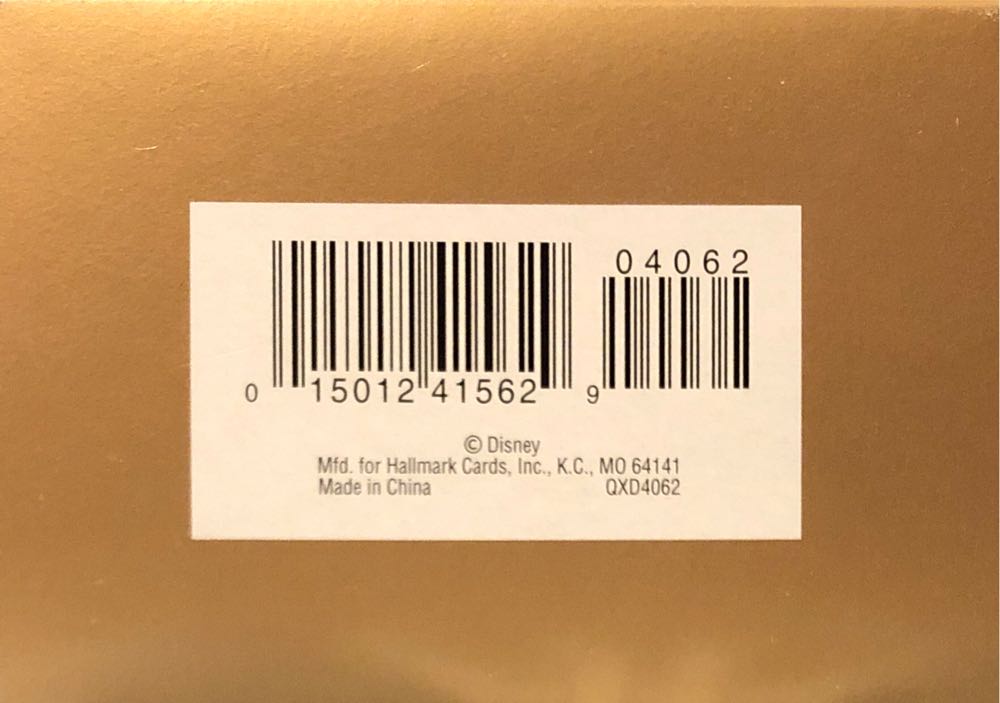 04062
0 15012 41562 9
© Disney
Mfd. for Hallmark Cards, Inc., K.C., MO 64141
Made in China QXD4062